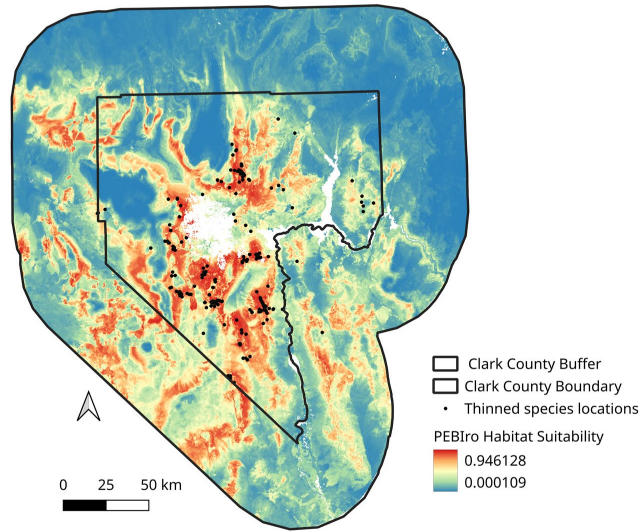 Clark County Buffer
Clark County Boundary
Thinned species locations
PEBIro Habitat Suitability
0.946128
0.000109
0 25 50 km